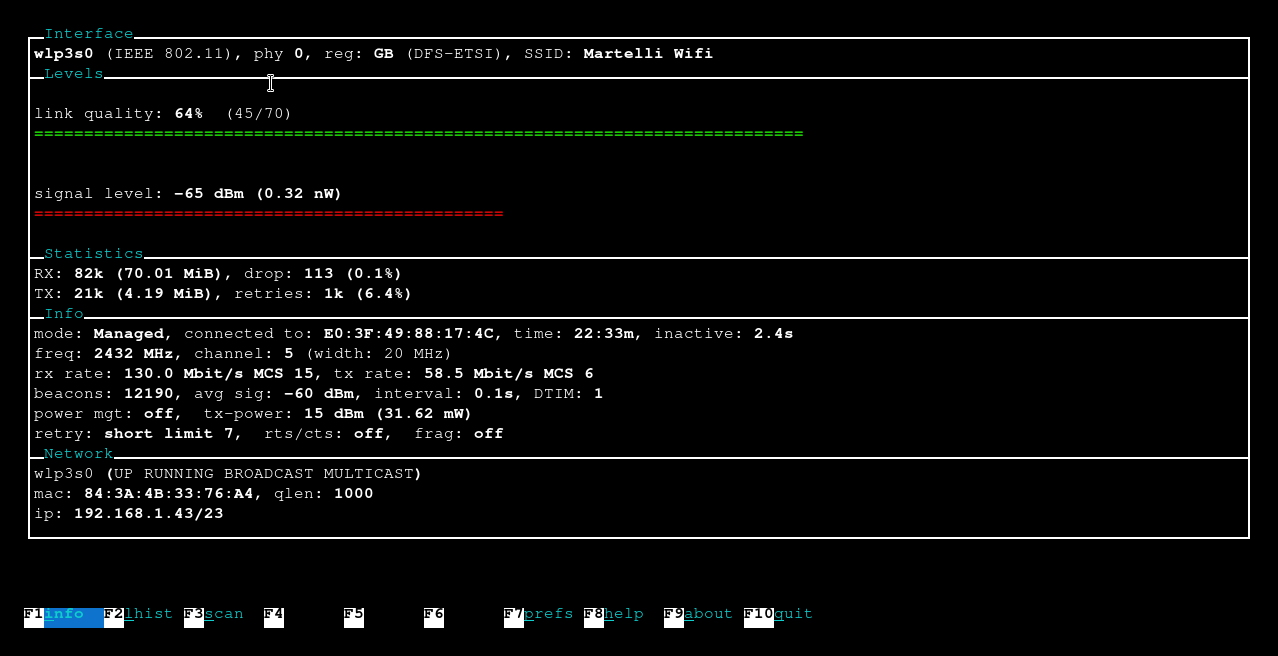 Interface
wlp3s0 (IEEE 802.11), phy 0, reg: GB (DFS-ETSI), SSID: Martelli Wifi
Levels
link quality: 64%  (45/70)
=============================================================================
signal level: -65 dBm (0.32 nW)
===============================================
Statistics
RX: 82k (70.01 MiB), drop: 113 (0.1%)
TX: 21k (4.19 MiB), retries: 1k (6.4%)
Info
mode: Managed, connected to: E0:3F:49:88:17:4C, time: 22:33m, inactive: 2.4s
freq: 2432 MHz, channel: 5 (width: 20 MHz)
rx rate: 130.0 Mbit/s MCS 15, tx rate: 58.5 Mbit/s MCS 6
beacons: 12190, avg sig: -60 dBm, interval: 0.1s, DTIM: 1
power mgt: off,  tx-power: 15 dBm (31.62 mW)
retry: short limit 7,  rts/cts: off,  frag: off
Network
wlp3s0 (UP RUNNING BROADCAST MULTICAST)
mac: 84:3A:4B:33:76:A4, qlen: 1000
ip: 192.168.1.43/23
F1info  F2lhist F3scan  F4      F5      F6      F7prefs F8help  F9about F10quit